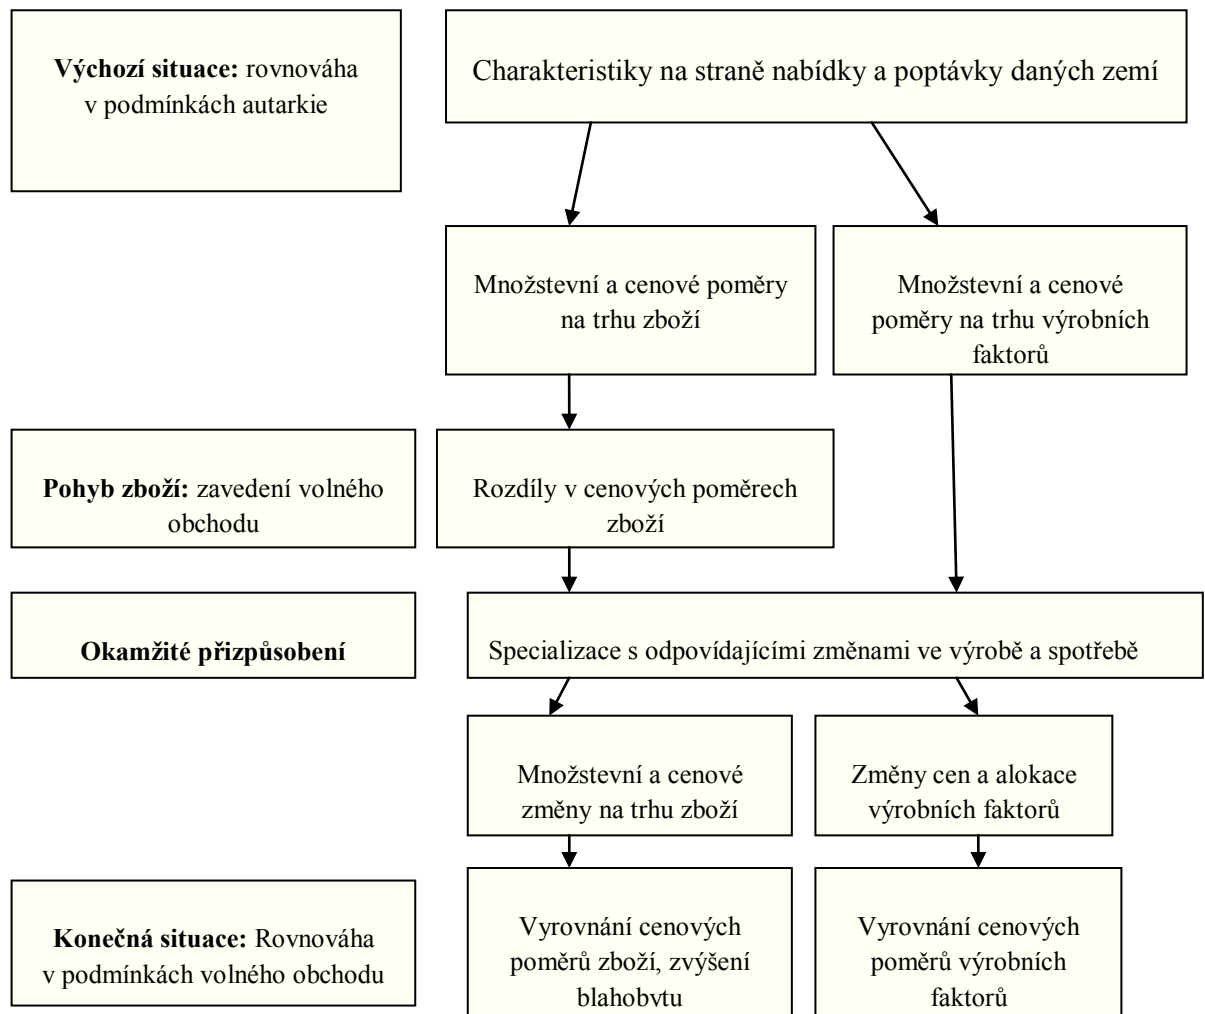 Výchozí situace: rovnováha
v podmínkách autarkie
Charakteristiky na straně nabídky a poptávky daných zemí
Množstevní a cenové poměry
na trhu zboží
Množstevní a cenové
poměry na trhu výrobních
faktorů
Pohyb zboží: zavedení volného
obchodu
Rozdíly v cenových poměrech
zboží
Okamžité přizpůsobení
Specializace s odpovídajícími změnami ve výrobě a spotřebě
Množstevní a cenové
změny na trhu zboží
Změny cen a alokace
výrobních faktorů
Konečná situace: Rovnováha
v podmínkách volného obchodu
Vyrovnání cenových
poměrů zboží, zvýšení
blahobytu
Vyrovnání cenových
poměrů výrobních
faktorů